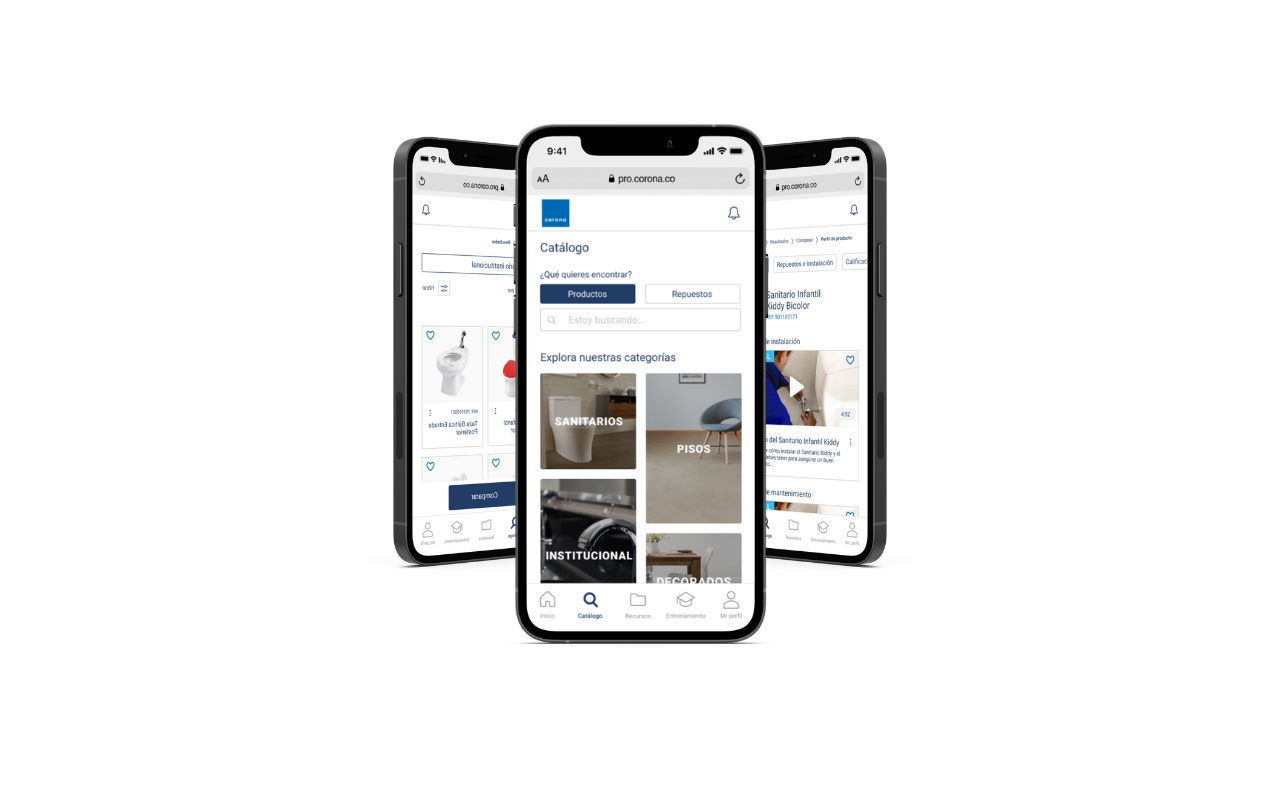 9:41
AA pro.corona.co
corona
Catálogo
¿Qué quieres encontrar?
Productos Repuestos
Estoy buscando...
Explora nuestras categorías
SANITARIOS
PISOS
INSTITUCIONAL
DECORADOS
Inicio Catálogo Recursos Entrenamiento Mi perfil
pro.corona.co
Resultados
institucional
Filtrar
por
REF
Taza Báltica Entrada
Posterior
Comparar
Recursos Entrenamiento
pro.corona.co
Resultados Comparar Perfil de producto
Repuestos e instalación Calificac
Sanitario Infantil
Kiddy Bicolor
EF 501102171
e instalación
L
4:52
n del Sanitario Infantil Kiddy
e cómo instalar el Sanitario Kiddy y el
ebes tener para asegurar un buen
de mantenimiento
logo Recursos Entrenamiento Mi perfil